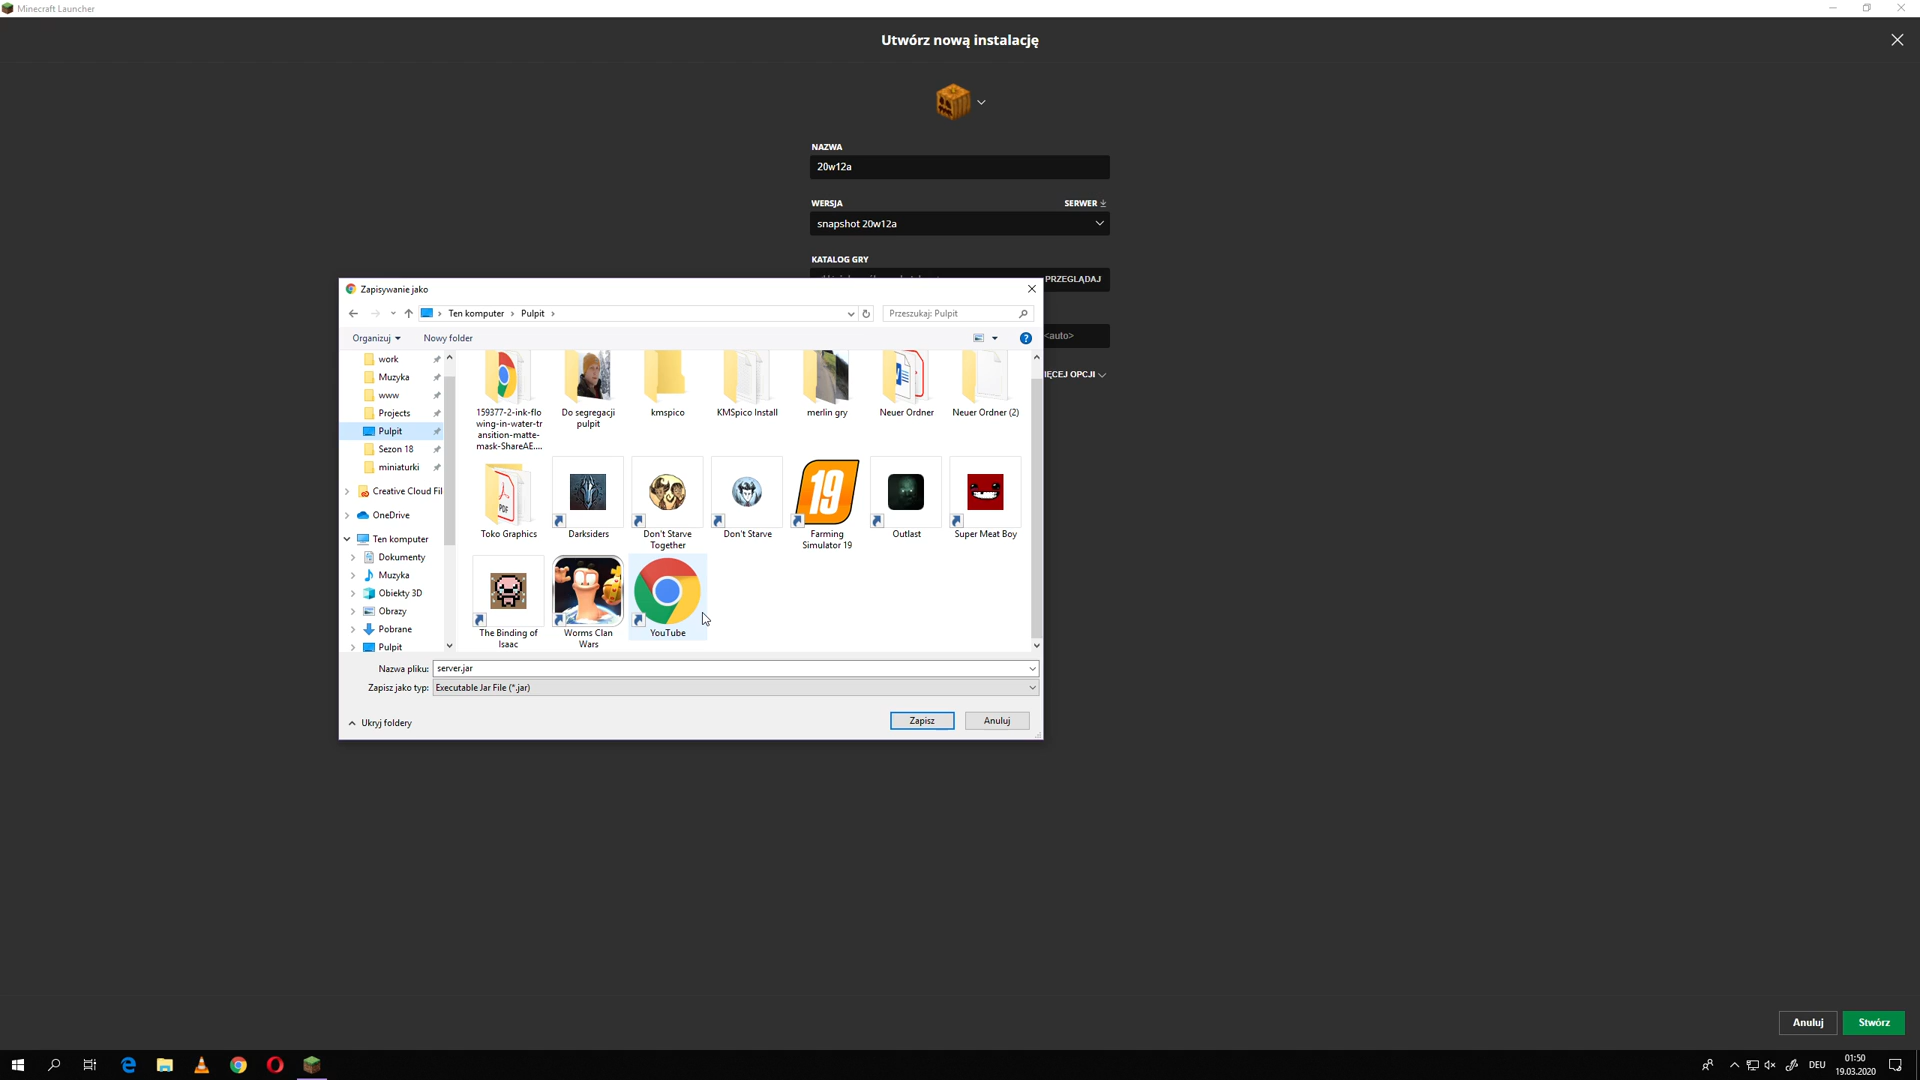 Minecraft Launcher
Utwórz nową instalację
NAZWA
20w12a
WERSJA
SERWER
snapshot 20w12a
KATALOG GRY
PRZEGLĄDAJ
<auto>
IĘCEJ OPCJI
Zapisywanie jako
Ten komputer
Pulpit
Przeszukaj: Pulpit
Organizuj
Nowy folder
work
Muzyka
www
Projects
Pulpit
Sezon 18
miniaturki
Creative Cloud Fil
OneDrive
Ten komputer
Dokumenty
Muzyka
Obiekty 3D
Obrazy
Pobrane
Pulpit
159377-2-ink-flo
wing-in-water-tr
ansition-matte-
mask-ShareAE....
Do segregacji
pulpit
kmspico
KMSpico Install
merlin gry
Neuer Ordner
Neuer Ordner (2)
PDF
Toko Graphics
Darksiders
Don't Starve
Together
Don't Starve
19
Farming
Simulator 19
Outlast
Super Meat Boy
The Binding of
Isaac
Worms Clan
Wars
YouTube
Nazwa pliku:
server.jar
Zapisz jako typ:
Executable Jar File (*.jar)
Ukryj foldery
Zapisz
Anuluj
Anuluj
Stwórz
DEU
01:50
19.03.2020